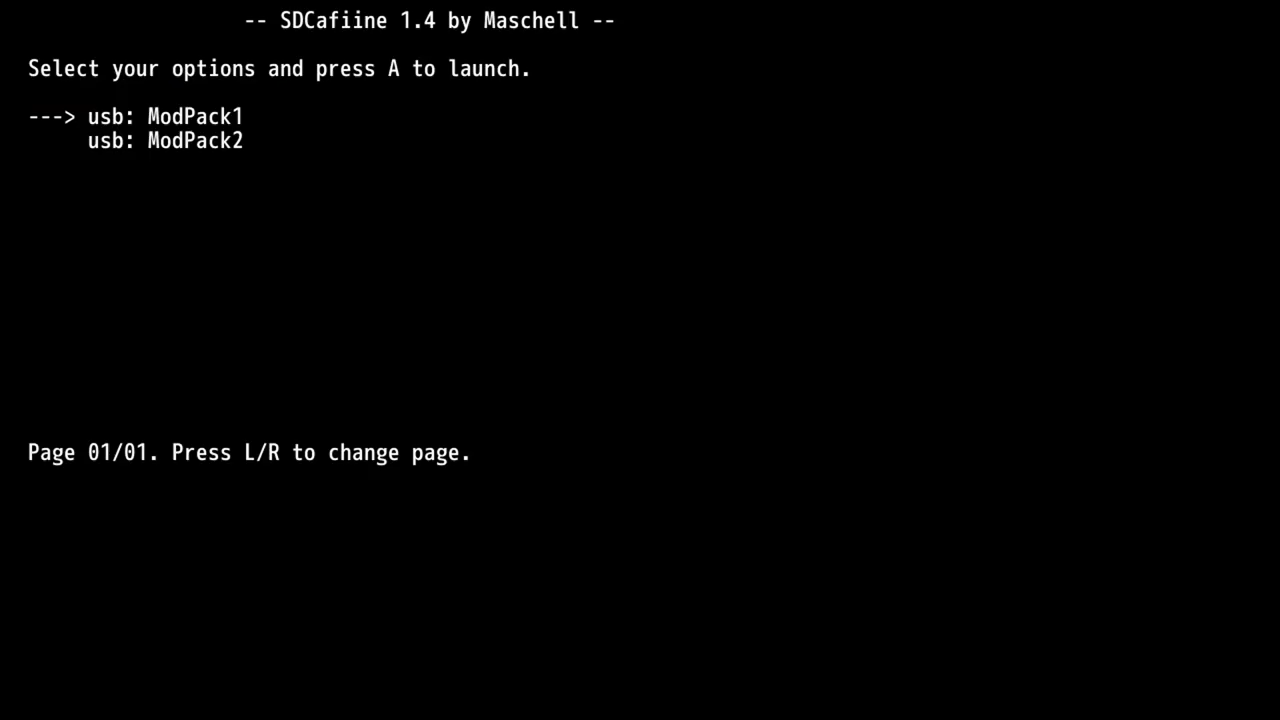 -- SDCafiine 1.4 by Maschell --
Select your options and press A to launch.
---> usb: ModPack1
usb: ModPack2
Page 01/01. Press L/R to change page.